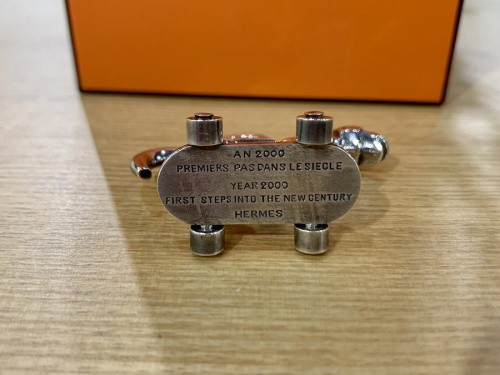 AN 2000
PREMIERS PAS DANS LE SIECLE
YEAR 2000
FIRST STEPS INTO THE NEW CENTURY
HERMES